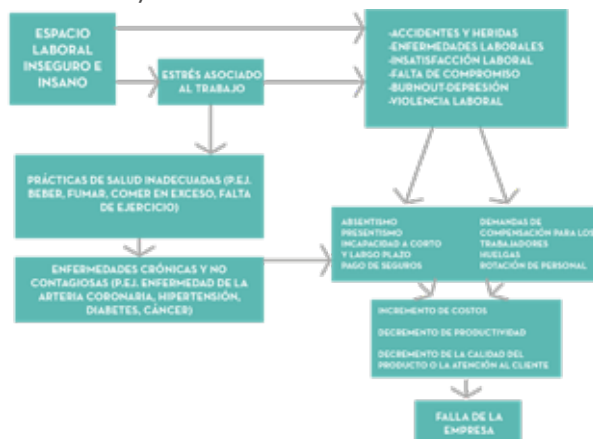 ESPACIO
LABORAL
INSEGURO E
INSANO
ESTRÉS ASOCIADO
AL TRABAJO
-ACCIDENTES Y HERIDAS
-ENFERMEDADES LABORALES
-INSATISFACCIÓN LABORAL
-FALTA DE COMPROMISO
-BURNOUT-DEPRESIÓN
-VIOLENCIA LABORAL
PRÁCTICAS DE SALUD INADECUADAS (P.EJ.
BEBER, FUMAR, COMER EN EXCESO, FALTA
DE EJERCICIO)
ENFERMEDADES CRÓNICAS Y NO
CONTAGIOSAS (P.EJ. ENFERMEDAD DE LA
ARTERIA CORONARIA, HIPERTENSIÓN,
DIABETES, CÁNCER)
ABSENTISMO
PRESENTISMO
INCAPACIDAD A CORTO
Y LARGO PLAZO
PAGO DE SEGUROS
DEMANDAS DE
COMPENSACIÓN PARA LOS
TRABAJADORES
HUELGAS
ROTACIÓN DE PERSONAL
INCREMENTO DE COSTOS
DECREMENTO DE PRODUCTIVIDAD
DECREMENTO DE LA CALIDAD DEL
PRODUCTO O LA ATENCIÓN AL CLIENTE
FALLA DE LA
EMPRESA